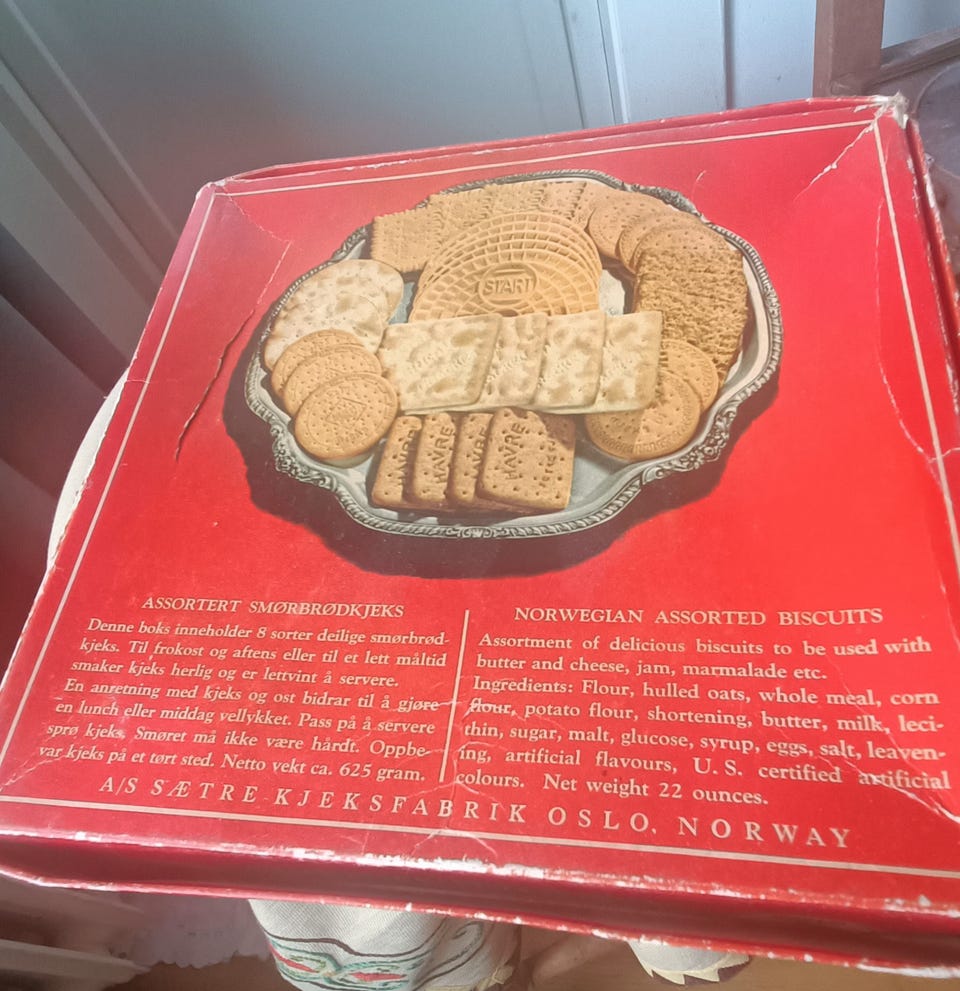 START
HAVRE
HAVRE
HAVRE
HAVRE
ASSORTERT SMØRBRØDKJEKS
Denne boks inneholder 8 sorter deilige smørbrød-
kjeks. Til frokost og aftens eller til et lett måltid
smaker kjeks herlig og er lettvint å servere.
En anretning med kjeks og ost bidrar til å gjøre
en lunch eller middag vellykket. Pass på å servere
sprø kjeks. Smøret må ikke være hårdt. Oppbe-
var kjeks på et tørt sted. Netto vekt ca. 625 gram.
NORWEGIAN ASSORTED BISCUITS
Assortment of delicious biscuits to be used with
butter and cheese, jam, marmalade etc.
Ingredients: Flour, hulled oats, whole meal, corn
flour, potato flour, shortening, butter, milk, leci-
thin, sugar, malt, glucose, syrup, eggs, salt, leaven-
ing, artificial flavours, U. S. certified artificial
colours. Net weight 22 ounces.
A/S SÆTRE KJEKSFABRIK OSLO, NORWAY